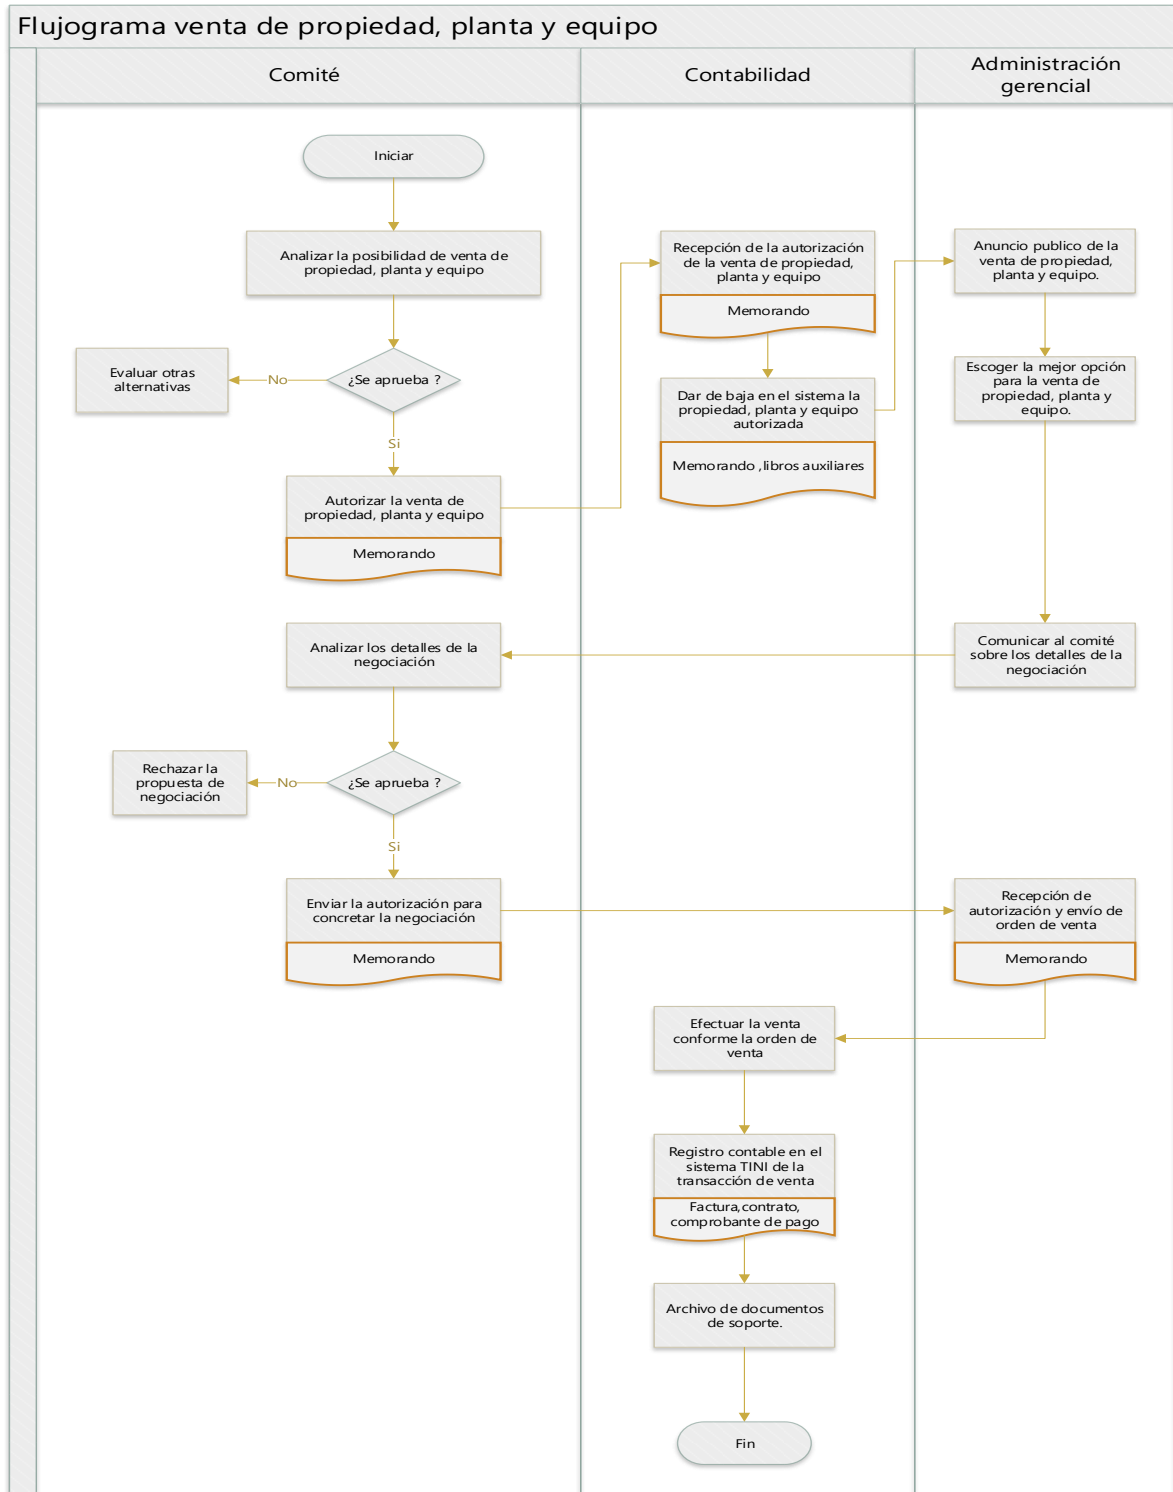 Flujograma venta de propiedad, planta y equipo
Comité
Contabilidad
Administración
gerencial
Iniciar
Analizar la posibilidad de venta de
propiedad, planta y equipo
¿Se aprueba ?
No
Evaluar otras
alternativas
Si
Autorizar la venta de
propiedad, planta y equipo
Memorando
Recepción de la autorización
de la venta de propiedad,
planta y equipo
Memorando
Dar de baja en el sistema la
propiedad, planta y equipo
autorizada
Memorando ,libros auxiliares
Anuncio publico de la
venta de propiedad,
planta y equipo.
Escoger la mejor opción
para la venta de
propiedad, planta y
equipo.
Comunicar al comité
sobre los detalles de la
negociación
Analizar los detalles de la
negociación
¿Se aprueba ?
No
Rechazar la
propuesta de
negociación
Si
Enviar la autorización para
concretar la negociación
Memorando
Recepción de
autorización y envío de
orden de venta
Memorando
Efectuar la venta
conforme la orden de
venta
Registro contable en el
sistema TINI de la
transacción de venta
Factura,contrato,
comprobante de pago
Archivo de documentos
de soporte.
Fin